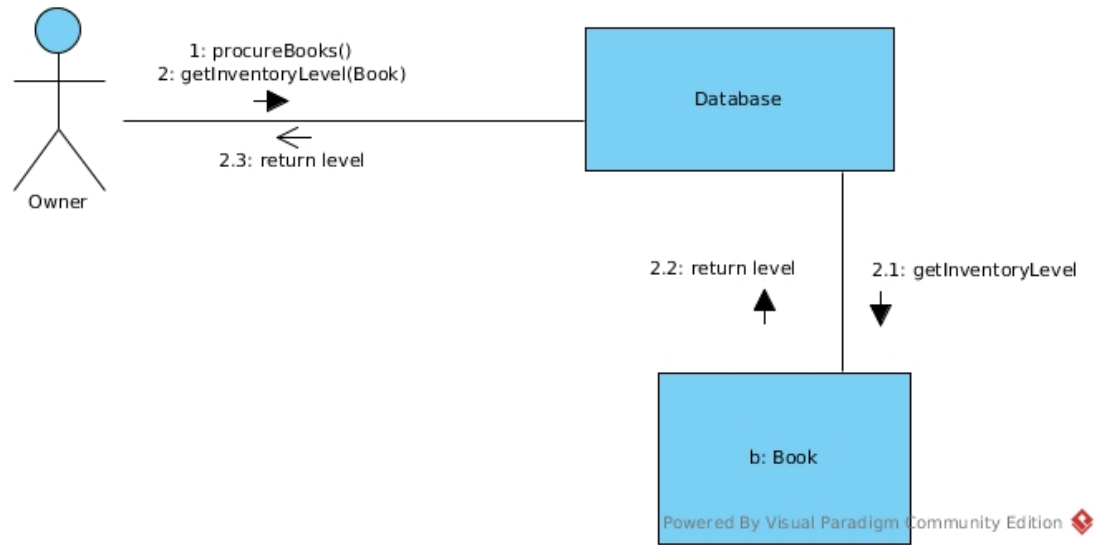 1: procureBooks()
2: getInventoryLevel(Book)
2.3: return level
Owner
Database
2.2: return level
2.1: getInventoryLevel
b: Book
Powered By Visual Paradigm Community Edition